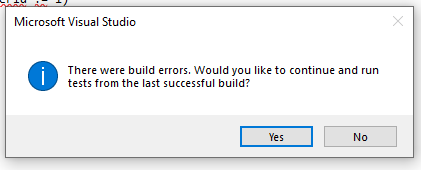 Microsoft Visual Studio
There were build errors. Would you like to continue and run
tests from the last successful build?
Yes
No